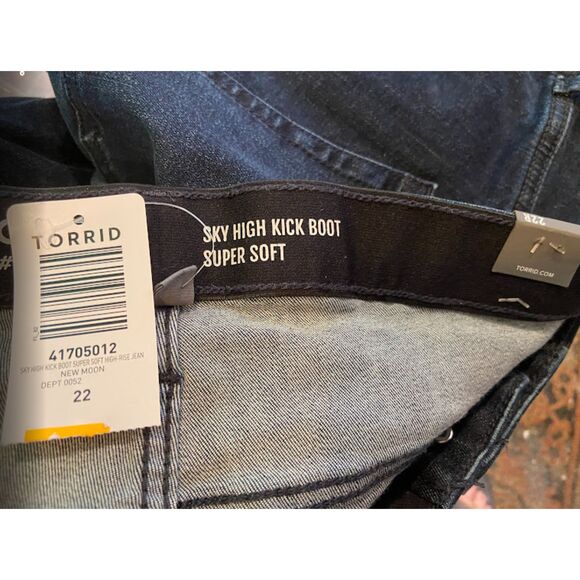 TORRID
41705012
SKY HIGH KICK BOOT SUPER SOFT HIGH-RISE JEAN
NEW MOON
DEPT 0052
22
#
SKY HIGH KICK BOOT
SUPER SOFT
22R
TORRID.COM